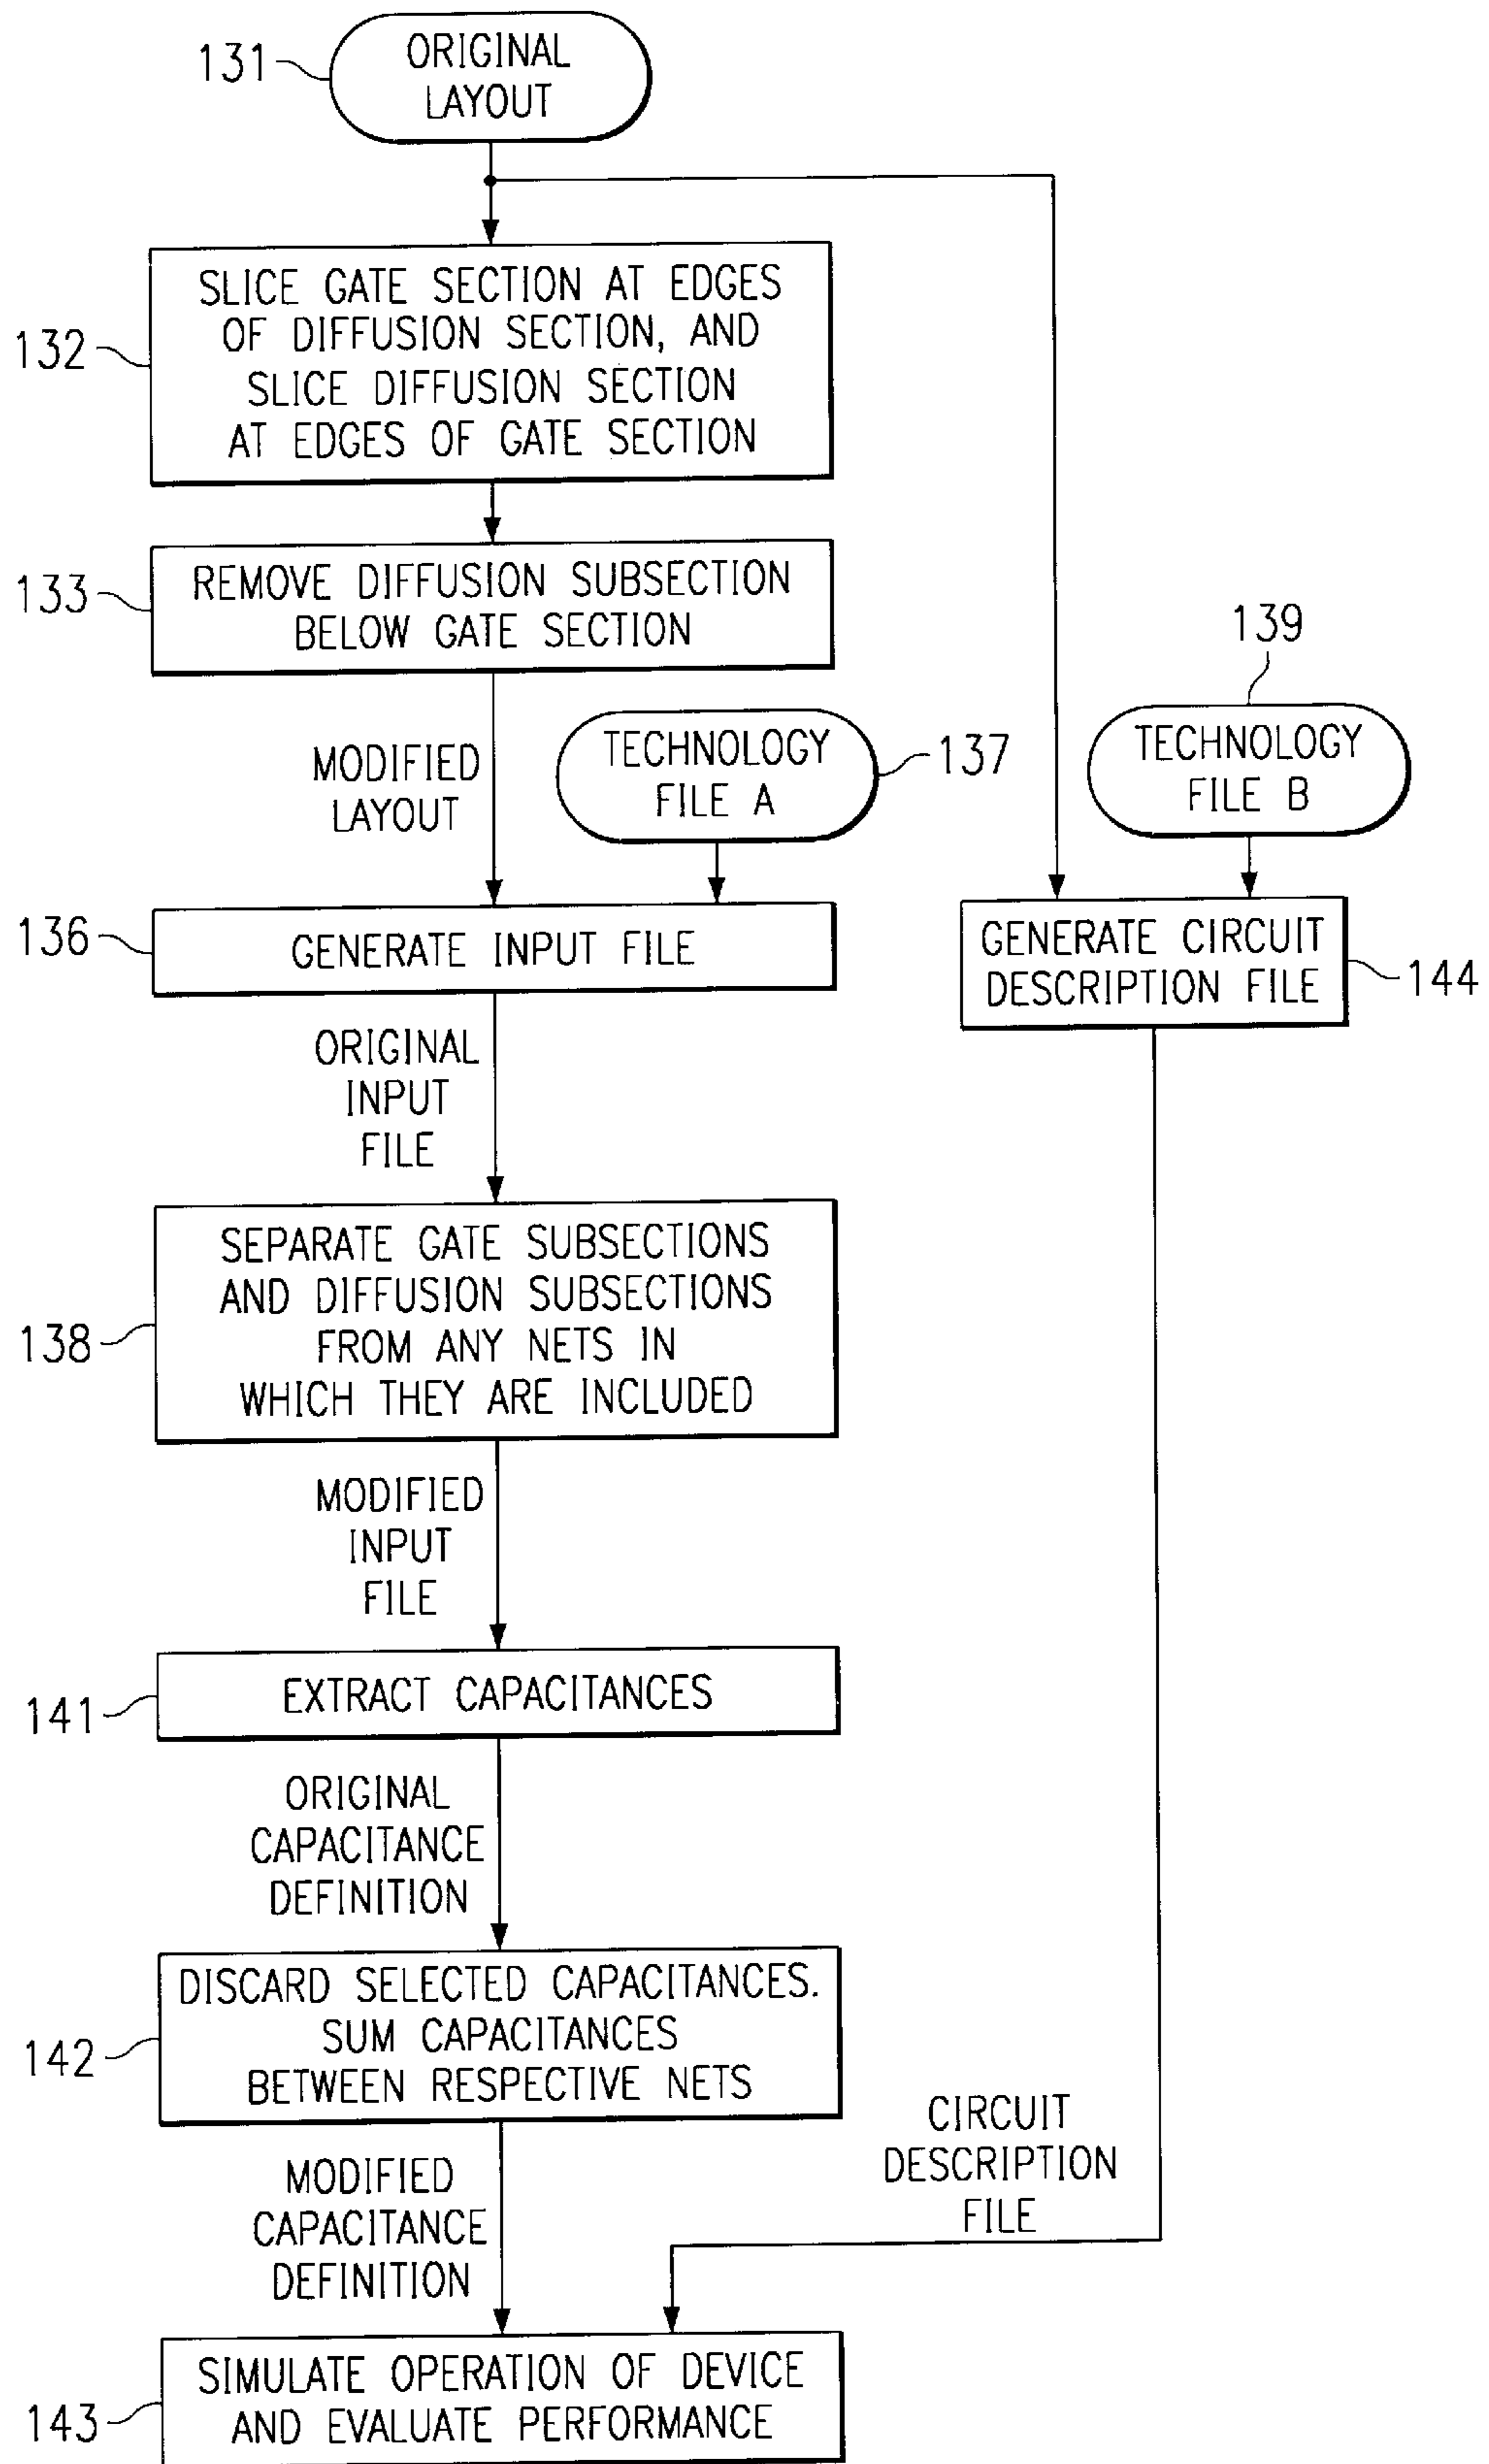 131
ORIGINAL
LAYOUT
132
SLICE GATE SECTION AT EDGES
OF DIFFUSION SECTION, AND
SLICE DIFFUSION SECTION
AT EDGES OF GATE SECTION
133
REMOVE DIFFUSION SUBSECTION
BELOW GATE SECTION
MODIFIED
LAYOUT
TECHNOLOGY
FILE A
137
139
TECHNOLOGY
FILE B
136
GENERATE INPUT FILE
GENERATE CIRCUIT
DESCRIPTION FILE
144
ORIGINAL
INPUT
FILE
138
SEPARATE GATE SUBSECTIONS
AND DIFFUSION SUBSECTIONS
FROM ANY NETS IN
WHICH THEY ARE INCLUDED
MODIFIED
INPUT
FILE
141
EXTRACT CAPACITANCES
ORIGINAL
CAPACITANCE
DEFINITION
142
DISCARD SELECTED CAPACITANCES.
SUM CAPACITANCES
BETWEEN RESPECTIVE NETS
MODIFIED
CAPACITANCE
DEFINITION
CIRCUIT
DESCRIPTION
FILE
143
SIMULATE OPERATION OF DEVICE
AND EVALUATE PERFORMANCE